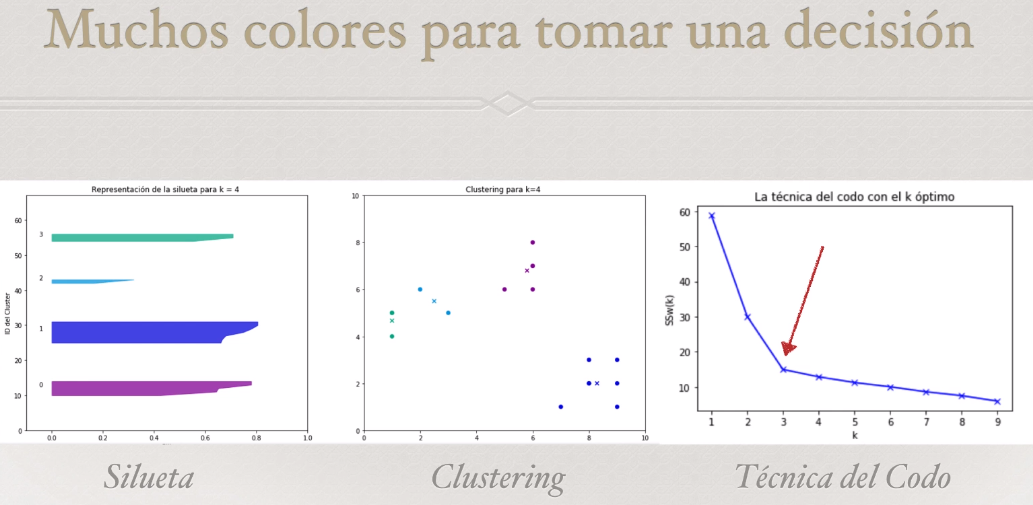 Muchos colores para tomar una decisión
Representación de la silueta para k = 4
ID del Cluster
60
50
40
30
20
10
0
3
2
1
0
0.0 0.2 0.4 0.6 0.8 1.0
Clustering para k=4
10
8
6
4
2
0
0 2 4 6 8 10
La técnica del codo con el k óptimo
SSw(k)
60
50
40
30
20
10
1 2 3 4 5 6 7 8 9
k
Silueta
Clustering
Técnica del Codo